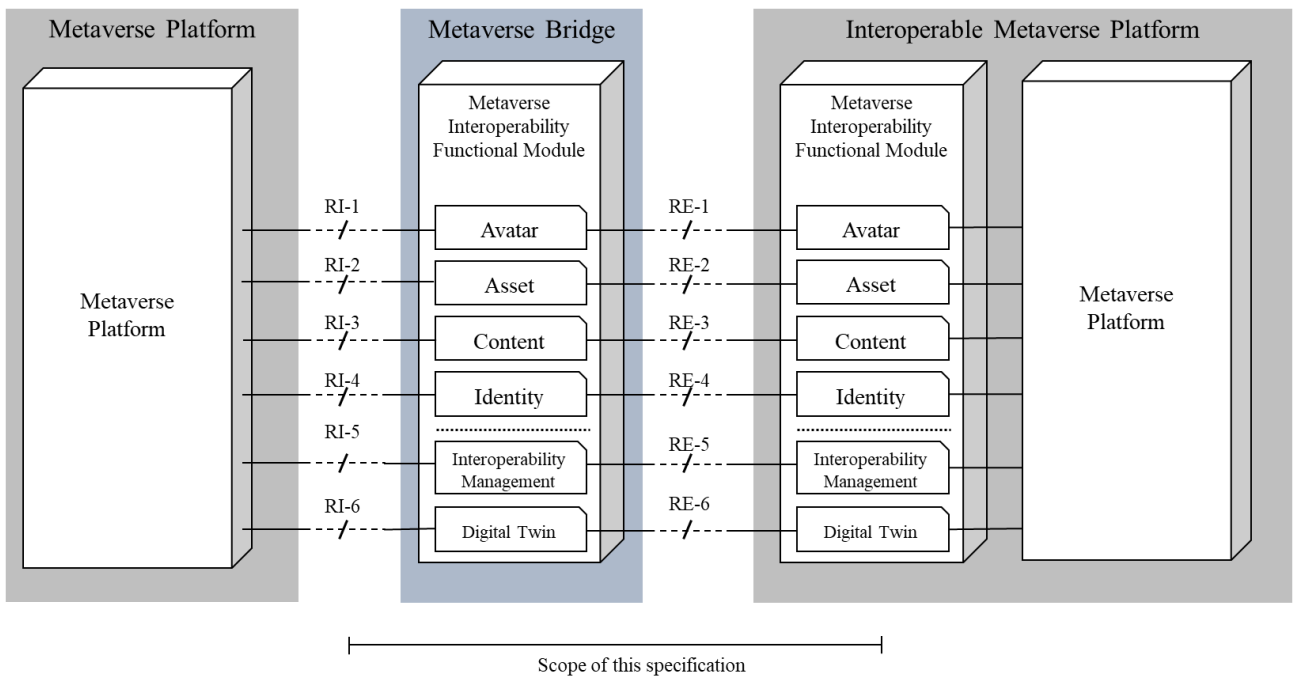 Metaverse Platform
Metaverse Bridge
Interoperable Metaverse Platform
Metaverse
Platform
RI-1
RI-2
RI-3
RI-4
RI-5
RI-6
Metaverse
Interoperability
Functional Module
Avatar
Asset
Content
Identity
Interoperability
Management
Digital Twin
RE-1
RE-2
RE-3
RE-4
RE-5
RE-6
Metaverse
Interoperability
Functional Module
Avatar
Asset
Content
Identity
Interoperability
Management
Digital Twin
Metaverse
Platform
Scope of this specification